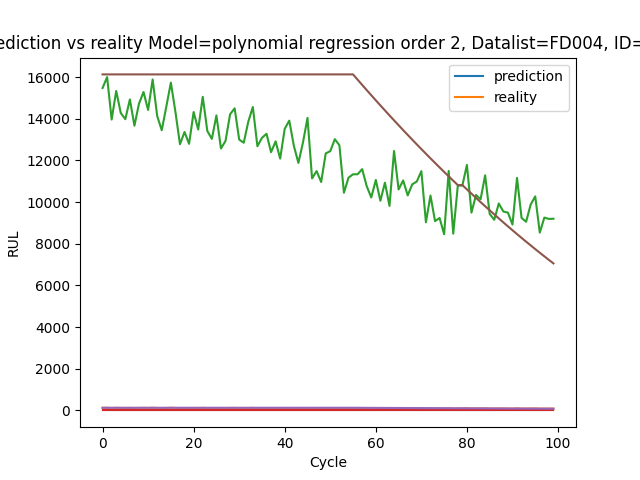 ediction vs reality Model=polynomial regression order 2, Datalist=FD004, ID=
prediction
reality
16000
14000
12000
10000
8000
6000
4000
2000
0
RUL
0 20 40 60 80 100
Cycle